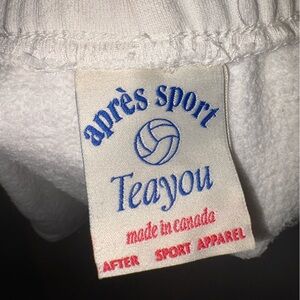 après sport
Teayou
made in canada
AFTER SPORT APPAREL